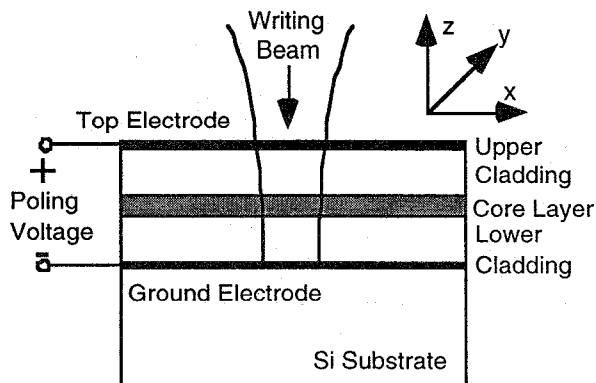 Writing
Beam
z
y
x
Top Electrode
Upper
Cladding
+
Poling
Voltage
Core Layer
Lower
Cladding
-
Ground Electrode
Si Substrate